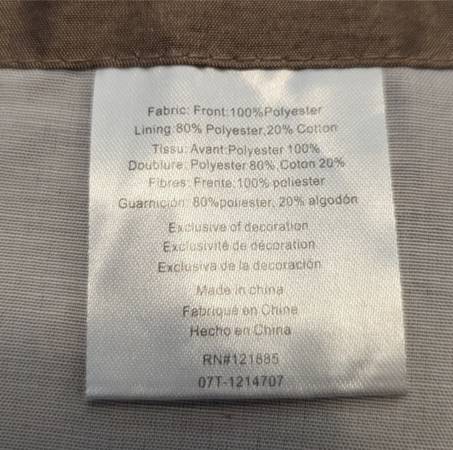 Fabric: Front:100%Polyester
Lining:80% Polyester,20% Cotton
Tissu: Avant:Polyester 100%
Doublure: Polyester 80%,Coton 20%
Fibres: Frente:100% poliester
Guarnición: 80%poliester, 20% algodón
Exclusive of decoration
Exclusivité de décoration
Exclusiva de la decoración
Made in china
Fabriqué en Chine
Hecho en China
RN#121885
07T-1214707